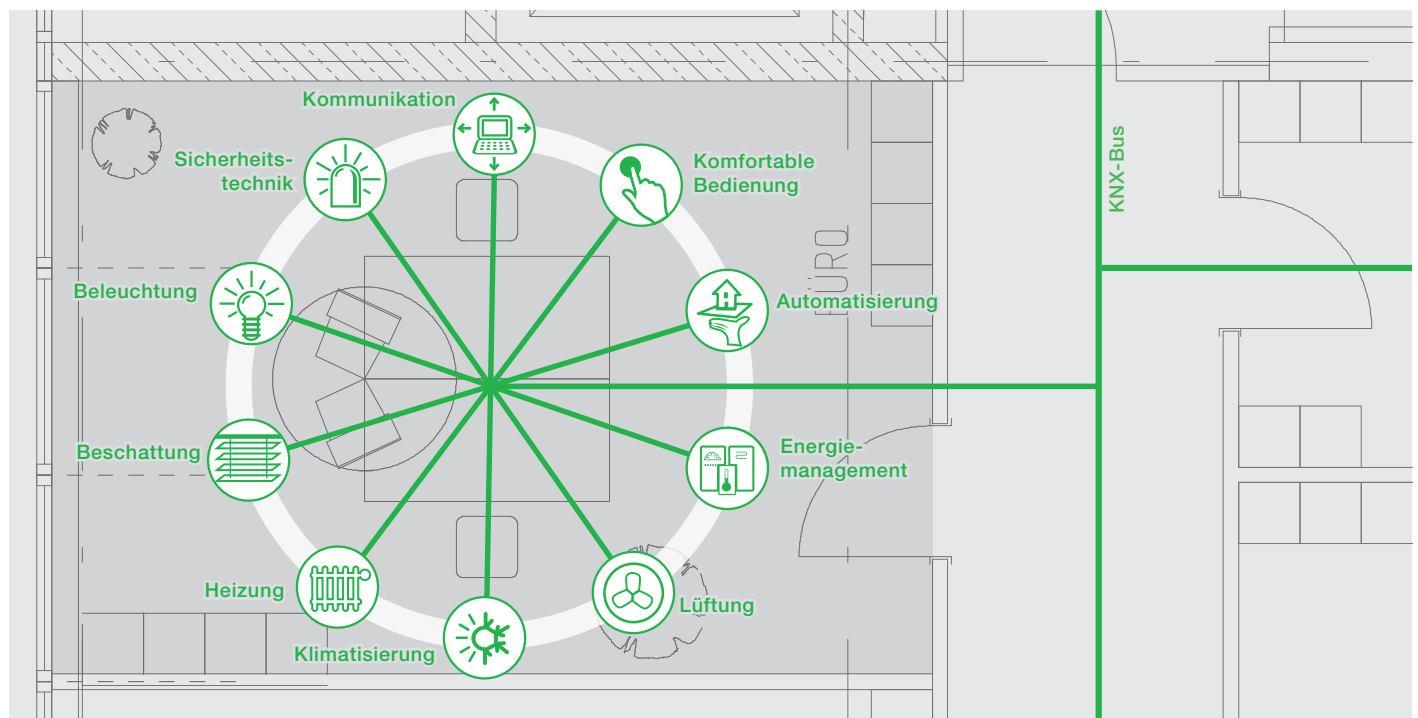 Kommunikation
Sicherheits-
technik
Komfortable
Bedienung
KNX-Bus
BÜRO
Beleuchtung
Automatisierung
Beschattung
Energie-
management
Heizung
Lüftung
Klimatisierung